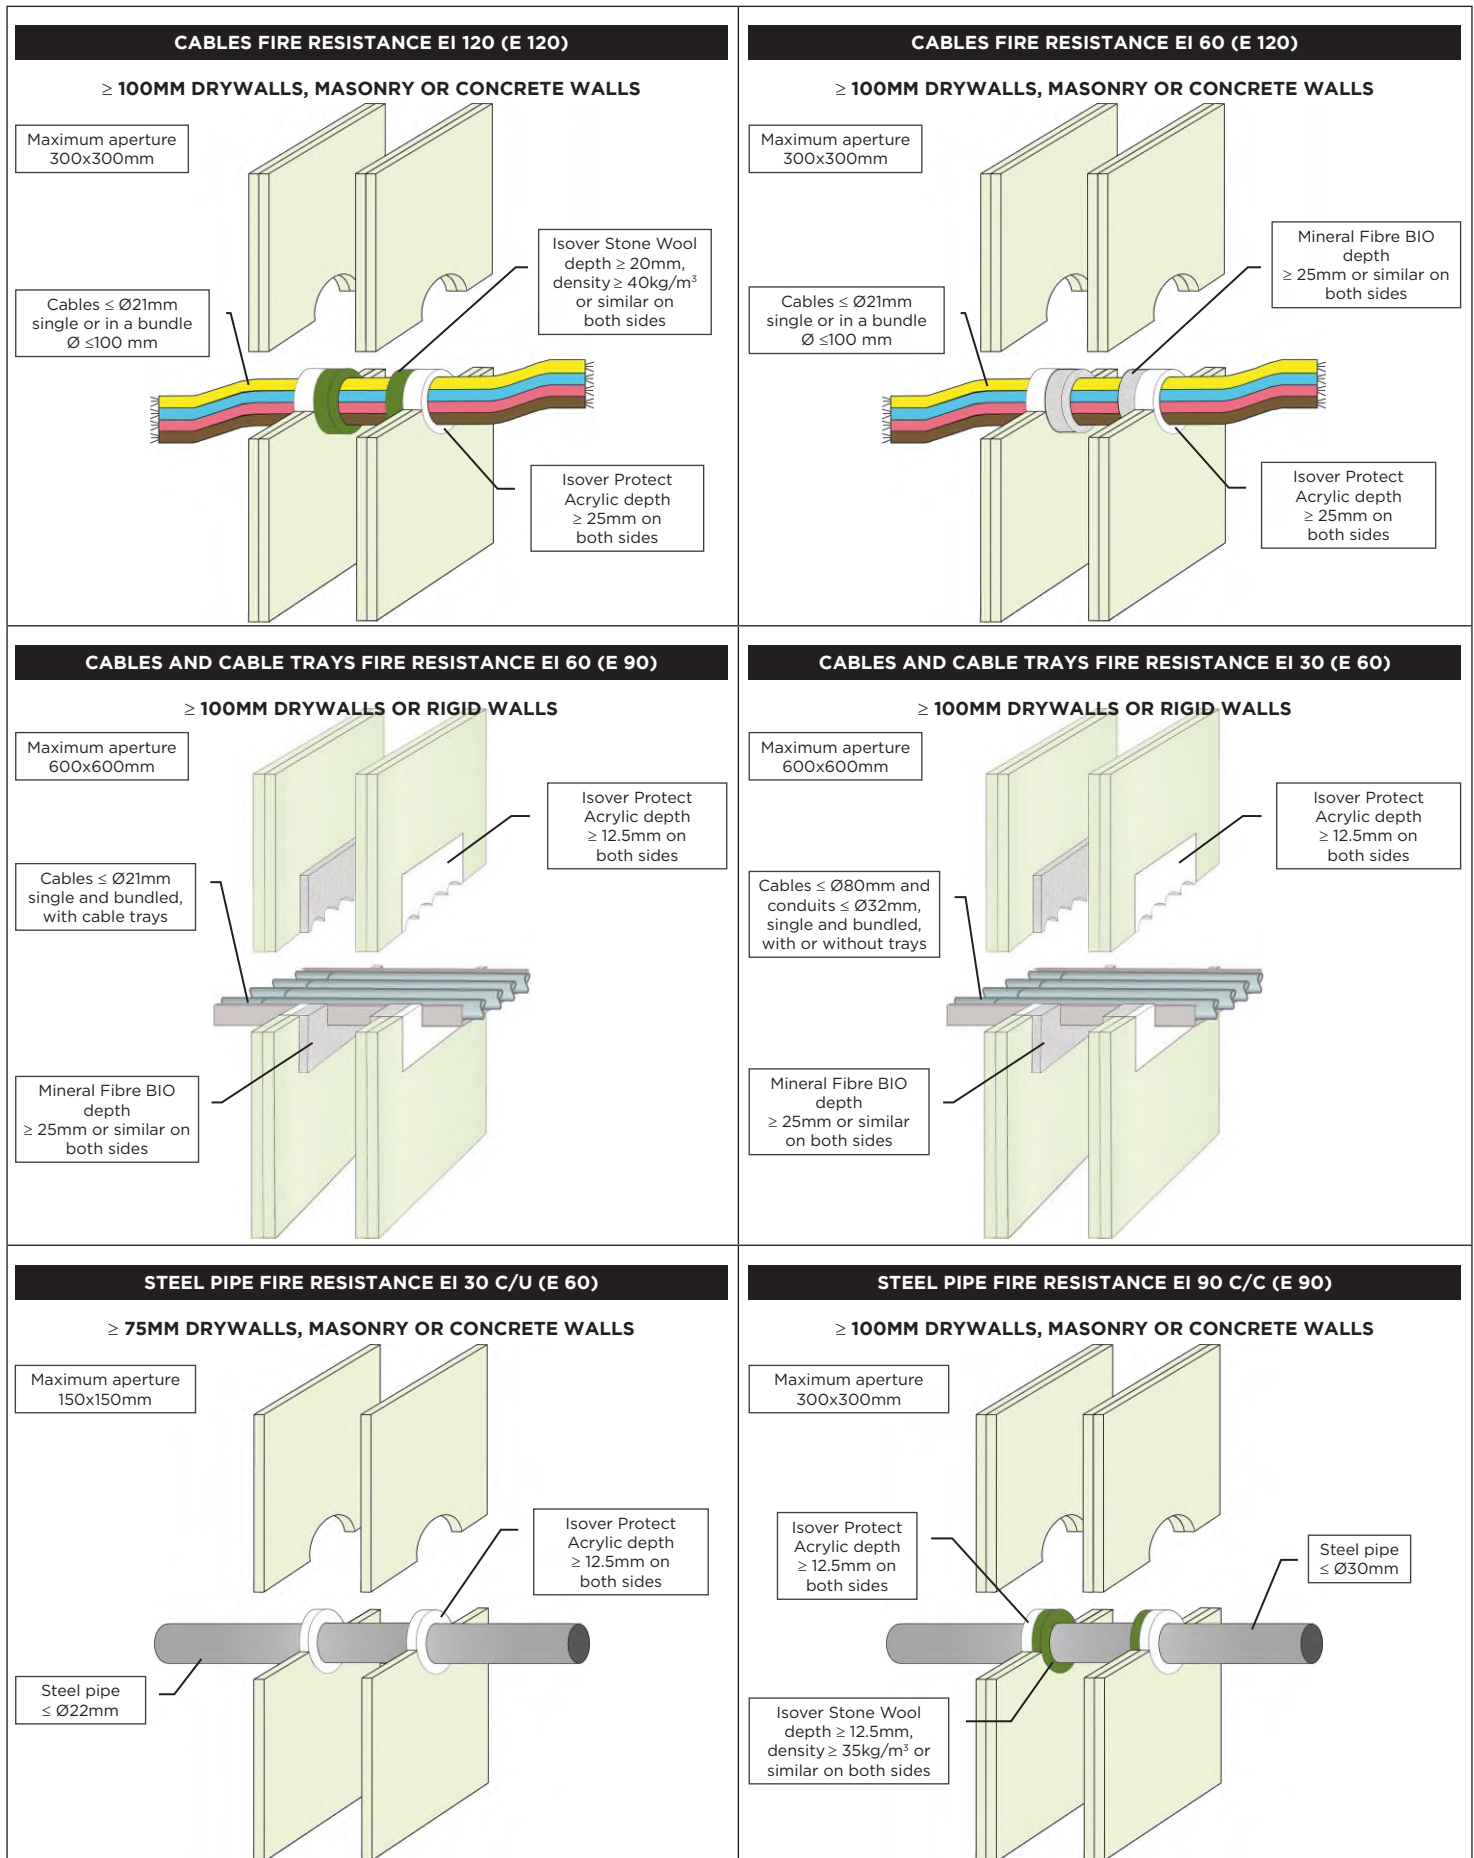 CABLES FIRE RESISTANCE EI 120 (E 120)
≥ 100MM DRYWALLS, MASONRY OR CONCRETE WALLS
Maximum aperture
300x300mm
Isover Stone Wool
depth ≥ 20mm,
density ≥ 40kg/m³
or similar on
both sides
Cables ≤ Ø21mm
single or in a bundle
Ø ≤100 mm
Isover Protect
Acrylic depth
≥ 25mm on
both sides
CABLES FIRE RESISTANCE EI 60 (E 120)
≥ 100MM DRYWALLS, MASONRY OR CONCRETE WALLS
Maximum aperture
300x300mm
Mineral Fibre BIO
depth
≥ 25mm or similar on
both sides
Cables ≤ Ø21mm
single or in a bundle
Ø ≤100 mm
Isover Protect
Acrylic depth
≥ 25mm on
both sides
CABLES AND CABLE TRAYS FIRE RESISTANCE EI 60 (E 90)
≥ 100MM DRYWALLS OR RIGID WALLS
Maximum aperture
600x600mm
Isover Protect
Acrylic depth
≥ 12.5mm on
both sides
Cables ≤ Ø21mm
single and bundled,
with cable trays
Mineral Fibre BIO
depth
≥ 25mm or similar on
both sides
CABLES AND CABLE TRAYS FIRE RESISTANCE EI 30 (E 60)
≥ 100MM DRYWALLS OR RIGID WALLS
Maximum aperture
600x600mm
Isover Protect
Acrylic depth
≥ 12.5mm on
both sides
Cables ≤ Ø80mm and
conduits ≤ Ø32mm,
single and bundled,
with or without trays
Mineral Fibre BIO
depth
≥ 25mm or similar
on both sides
STEEL PIPE FIRE RESISTANCE EI 30 C/U (E 60)
≥ 75MM DRYWALLS, MASONRY OR CONCRETE WALLS
Maximum aperture
150x150mm
Isover Protect
Acrylic depth
≥ 12.5mm on
both sides
Steel pipe
≤ Ø22mm
STEEL PIPE FIRE RESISTANCE EI 90 C/C (E 90)
≥ 100MM DRYWALLS, MASONRY OR CONCRETE WALLS
Maximum aperture
300x300mm
Isover Protect
Acrylic depth
≥ 12.5mm on
both sides
Steel pipe
≤ Ø30mm
Isover Stone Wool
depth ≥ 12.5mm,
density ≥ 35kg/m³ or
similar on both sides